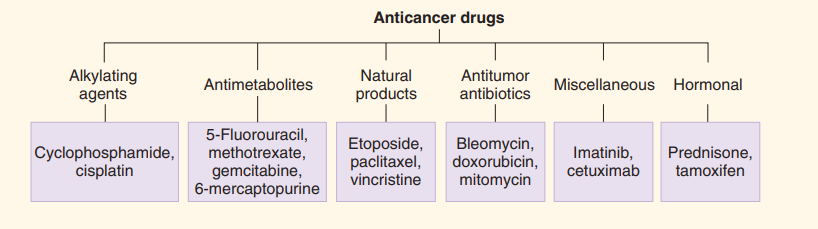 Anticancer drugs
Alkylating
agents
Antimetabolites
Natural
products
Antitumor
antibiotics
Miscellaneous
Hormonal
Cyclophosphamide,
cisplatin
5-Fluorouracil,
methotrexate,
gemcitabine,
6-mercaptopurine
Etoposide,
paclitaxel,
vincristine
Bleomycin,
doxorubicin,
mitomycin
Imatinib,
cetuximab
Prednisone,
tamoxifen